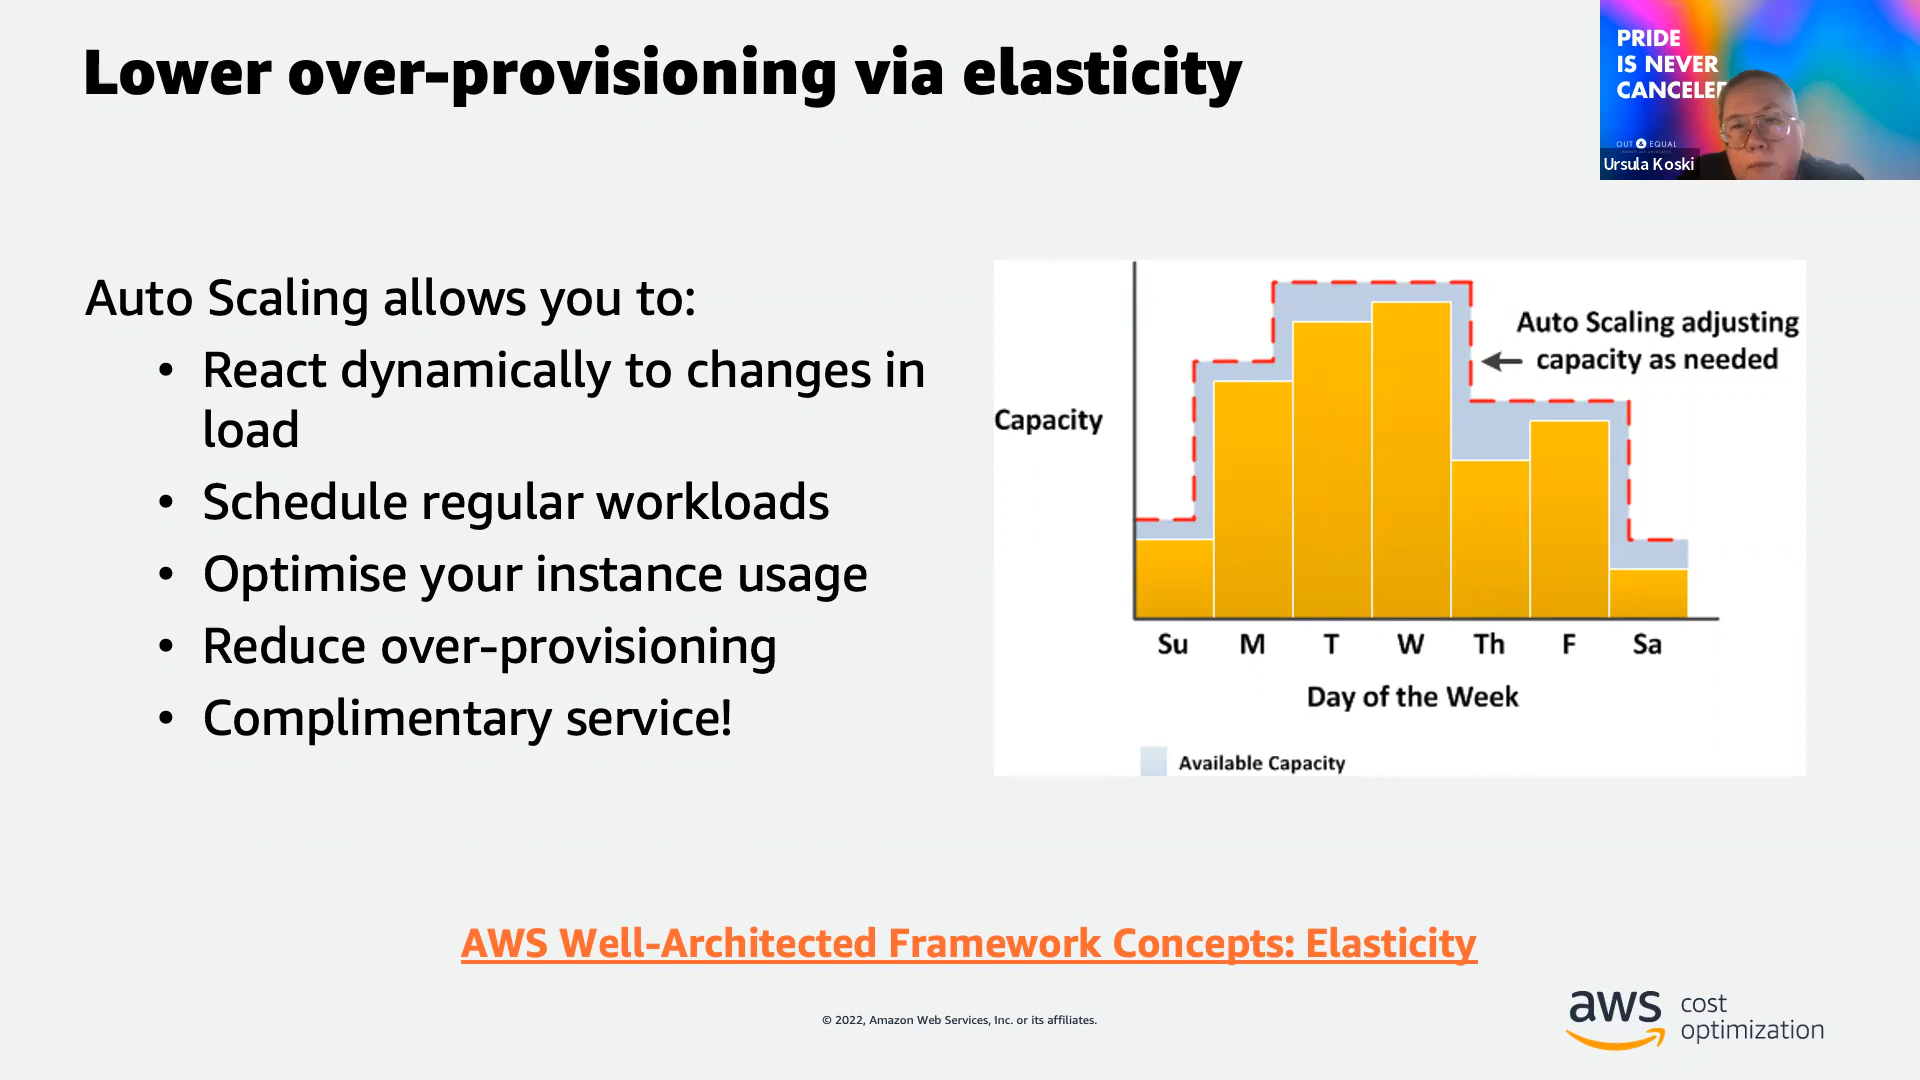 Lower over-provisioning via elasticity
PRIDE
IS NEVER
CANCELE
OUT & EQUAL
Ursula Koski
Auto Scaling allows you to:
• React dynamically to changes in
load
• Schedule regular workloads
• Optimise your instance usage
• Reduce over-provisioning
• Complimentary service!
Auto Scaling adjusting
capacity as needed
Capacity
Su M T W Th F Sa
Day of the Week
Available Capacity
AWS Well-Architected Framework Concepts: Elasticity
© 2022, Amazon Web Services, Inc. or its affiliates.
aws cost
optimization